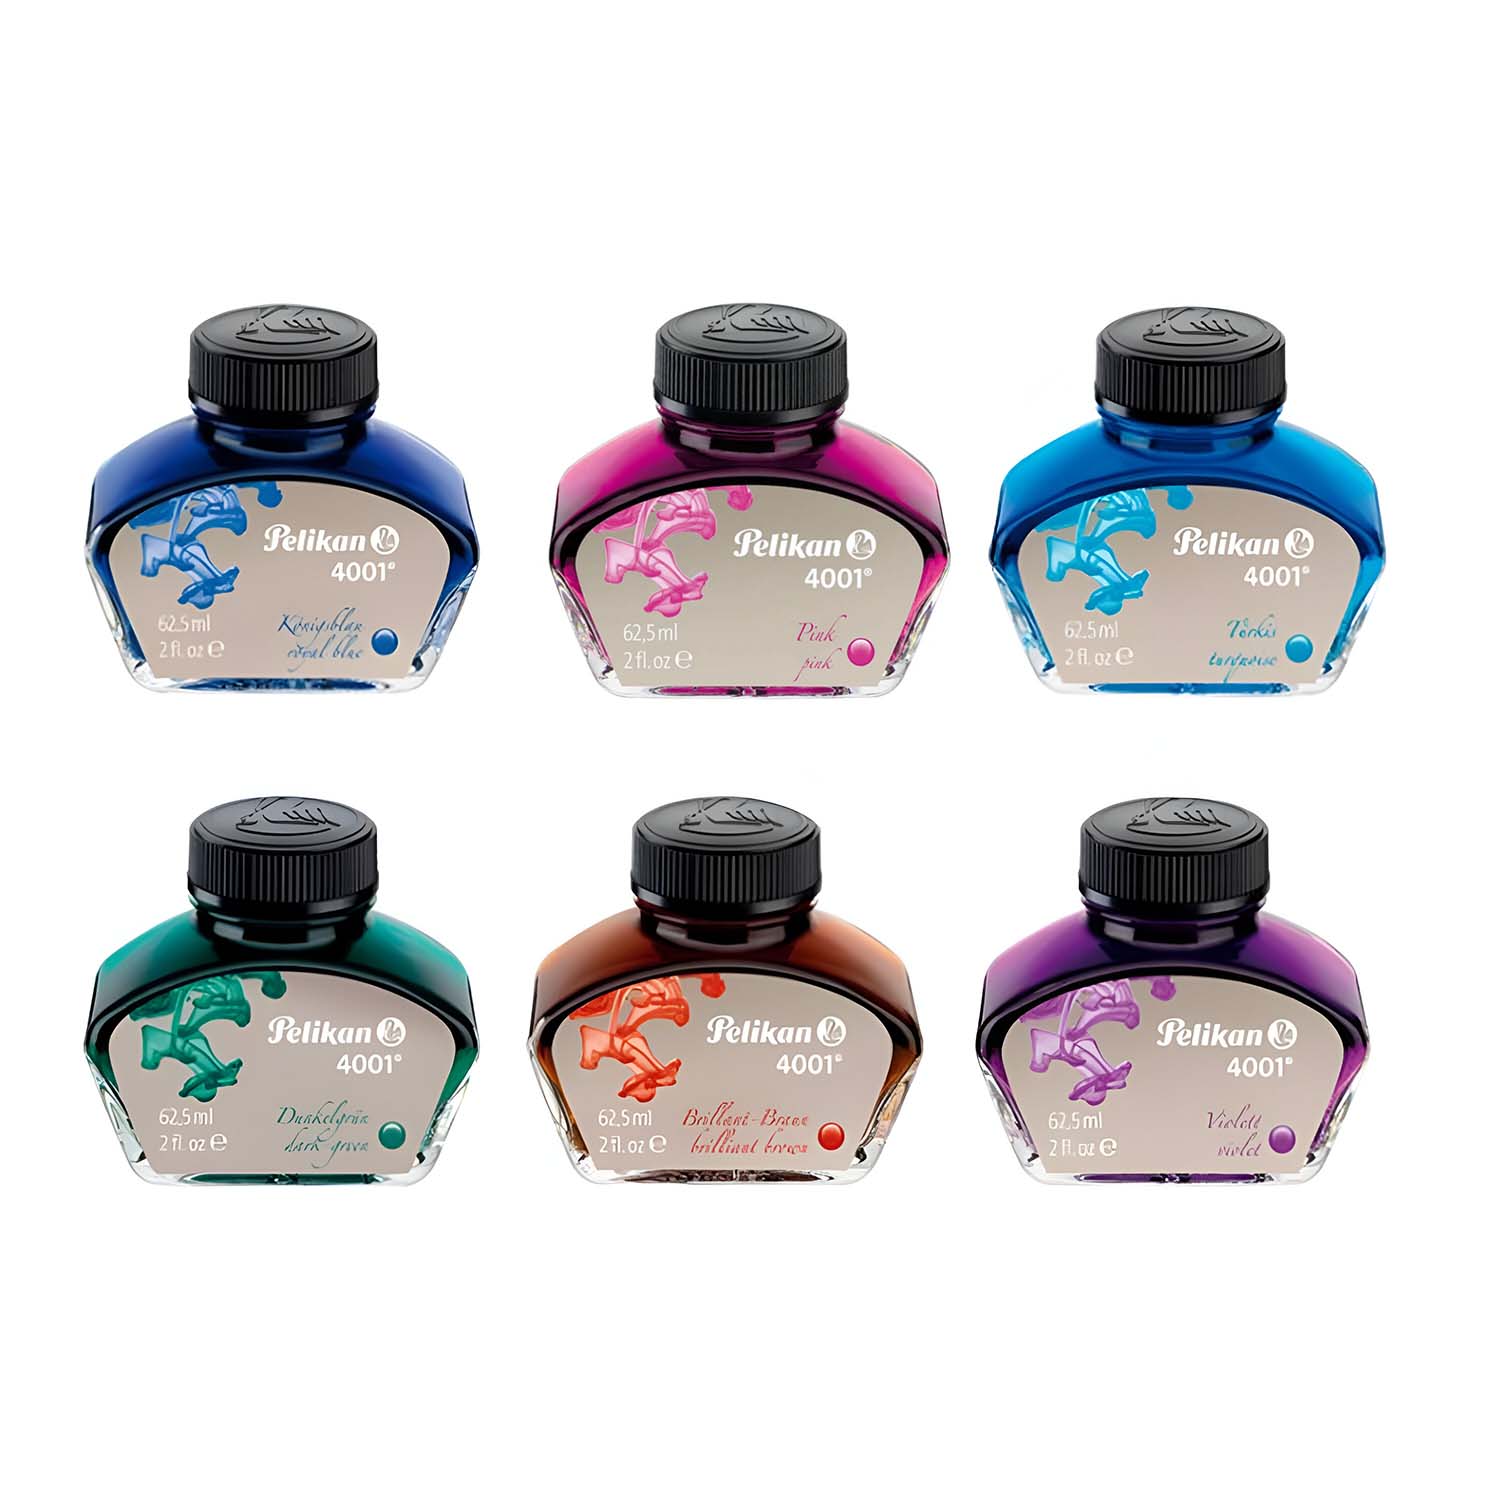 Pelikan
4001®
62,5 ml
2 fl. oz ℮
Königsblau
royal blue
Pelikan
4001®
62,5 ml
2 fl. oz ℮
Pink
pink
Pelikan
4001®
62,5 ml
2 fl. oz ℮
Türkis
turquoise
Pelikan
4001®
62,5 ml
2 fl. oz ℮
Dunkelgrün
dark green
Pelikan
4001®
62,5 ml
2 fl. oz ℮
Brillant-Braun
brilliant brown
Pelikan
4001®
62,5 ml
2 fl. oz ℮
Violett
violet